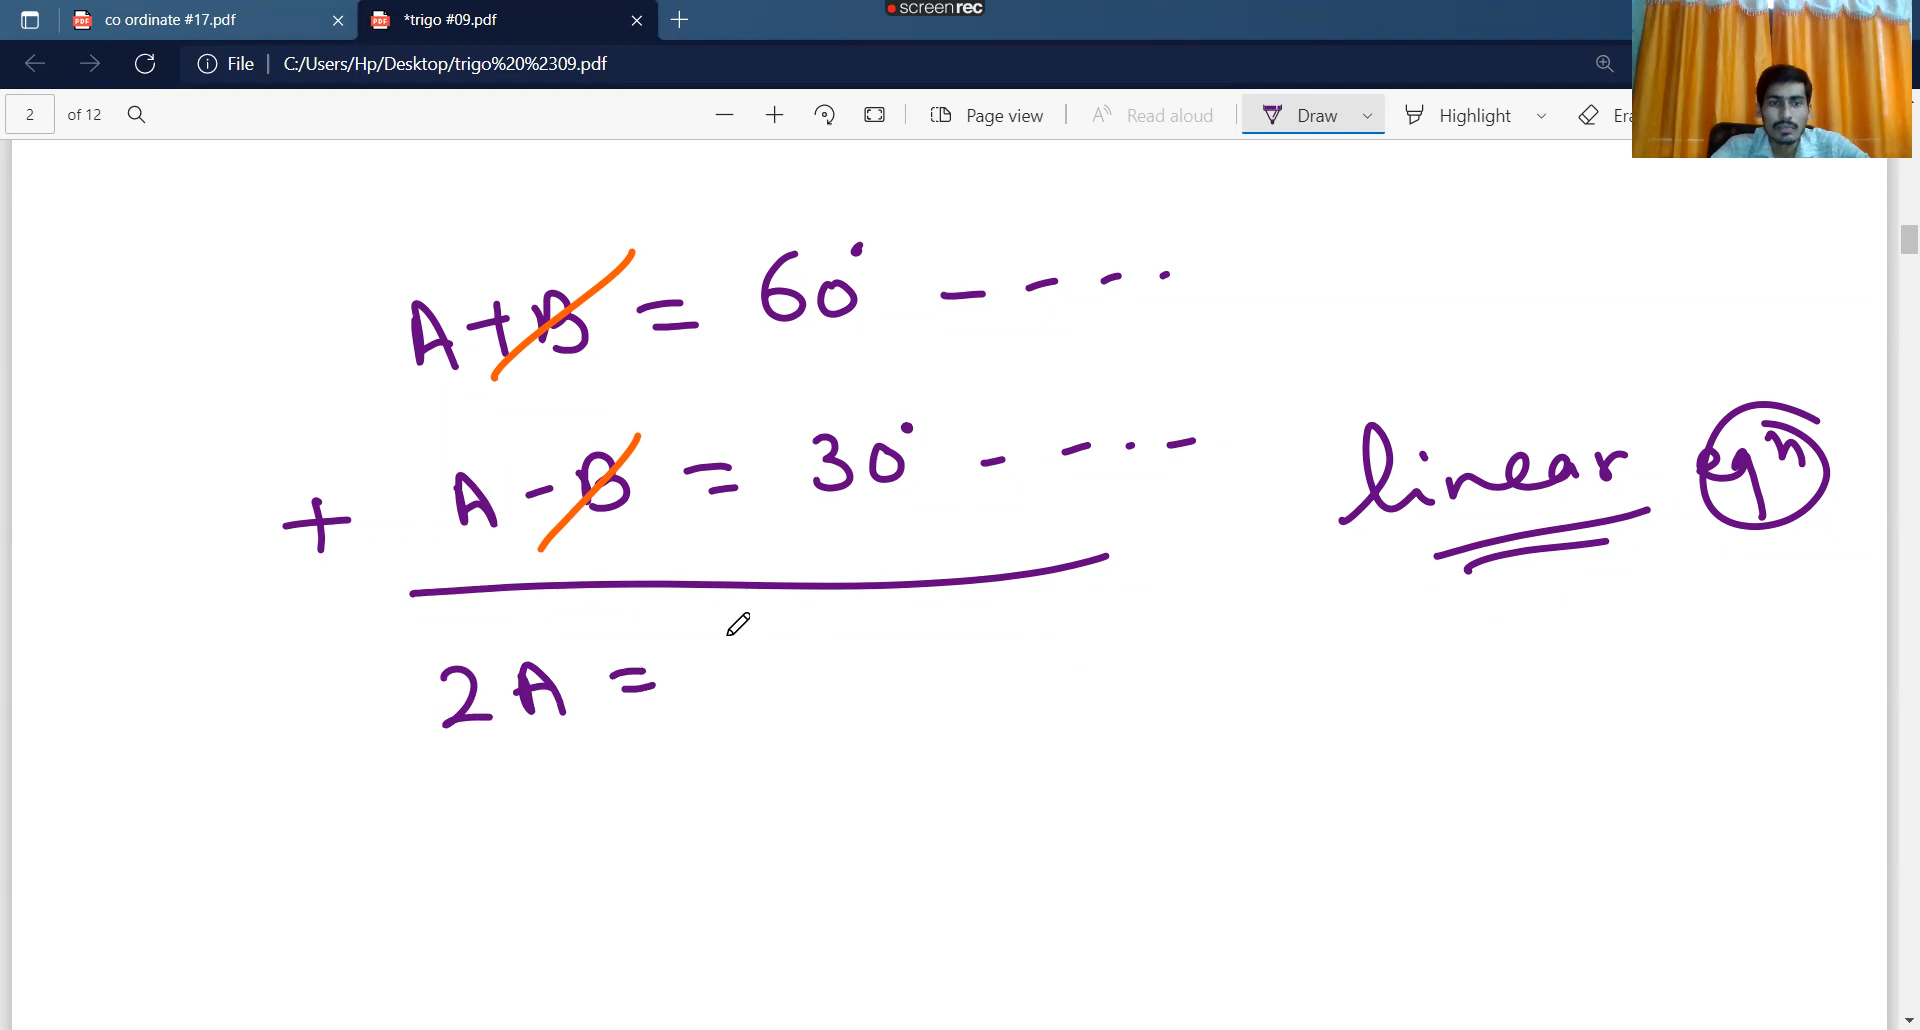 co ordinate #17.pdf
*trigo #09.pdf
screenrec
File
C:/Users/Hp/Desktop/trigo%20%2309.pdf
2 of 12
Page view
Read aloud
Draw
Highlight
Era
A+B = 60° - - - -
+ A - B = 30° - - - -
linear eqⁿ
2A =